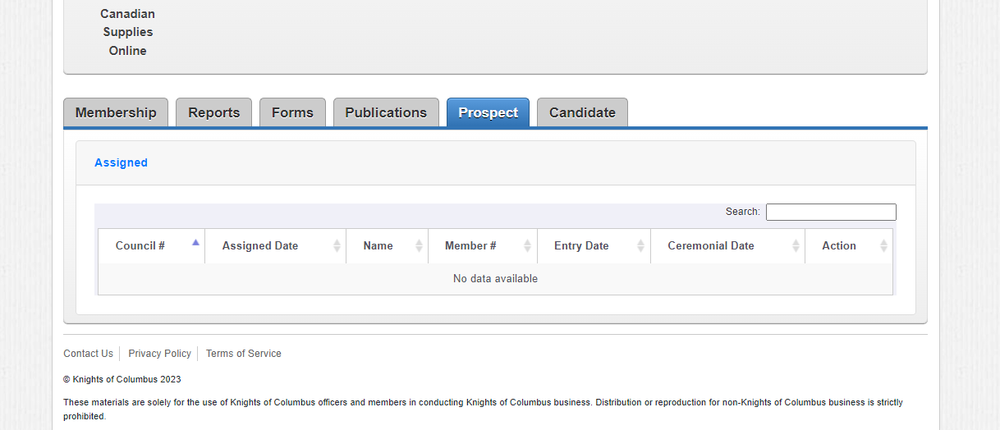 Canadian
Supplies
Online
Membership Reports Forms Publications Prospect Candidate
Assigned
Search:
Council # Assigned Date Name Member # Entry Date Ceremonial Date Action
No data available
Contact Us Privacy Policy Terms of Service
© Knights of Columbus 2023
These materials are solely for the use of Knights of Columbus officers and members in conducting Knights of Columbus business. Distribution or reproduction for non-Knights of Columbus business is strictly
prohibited.